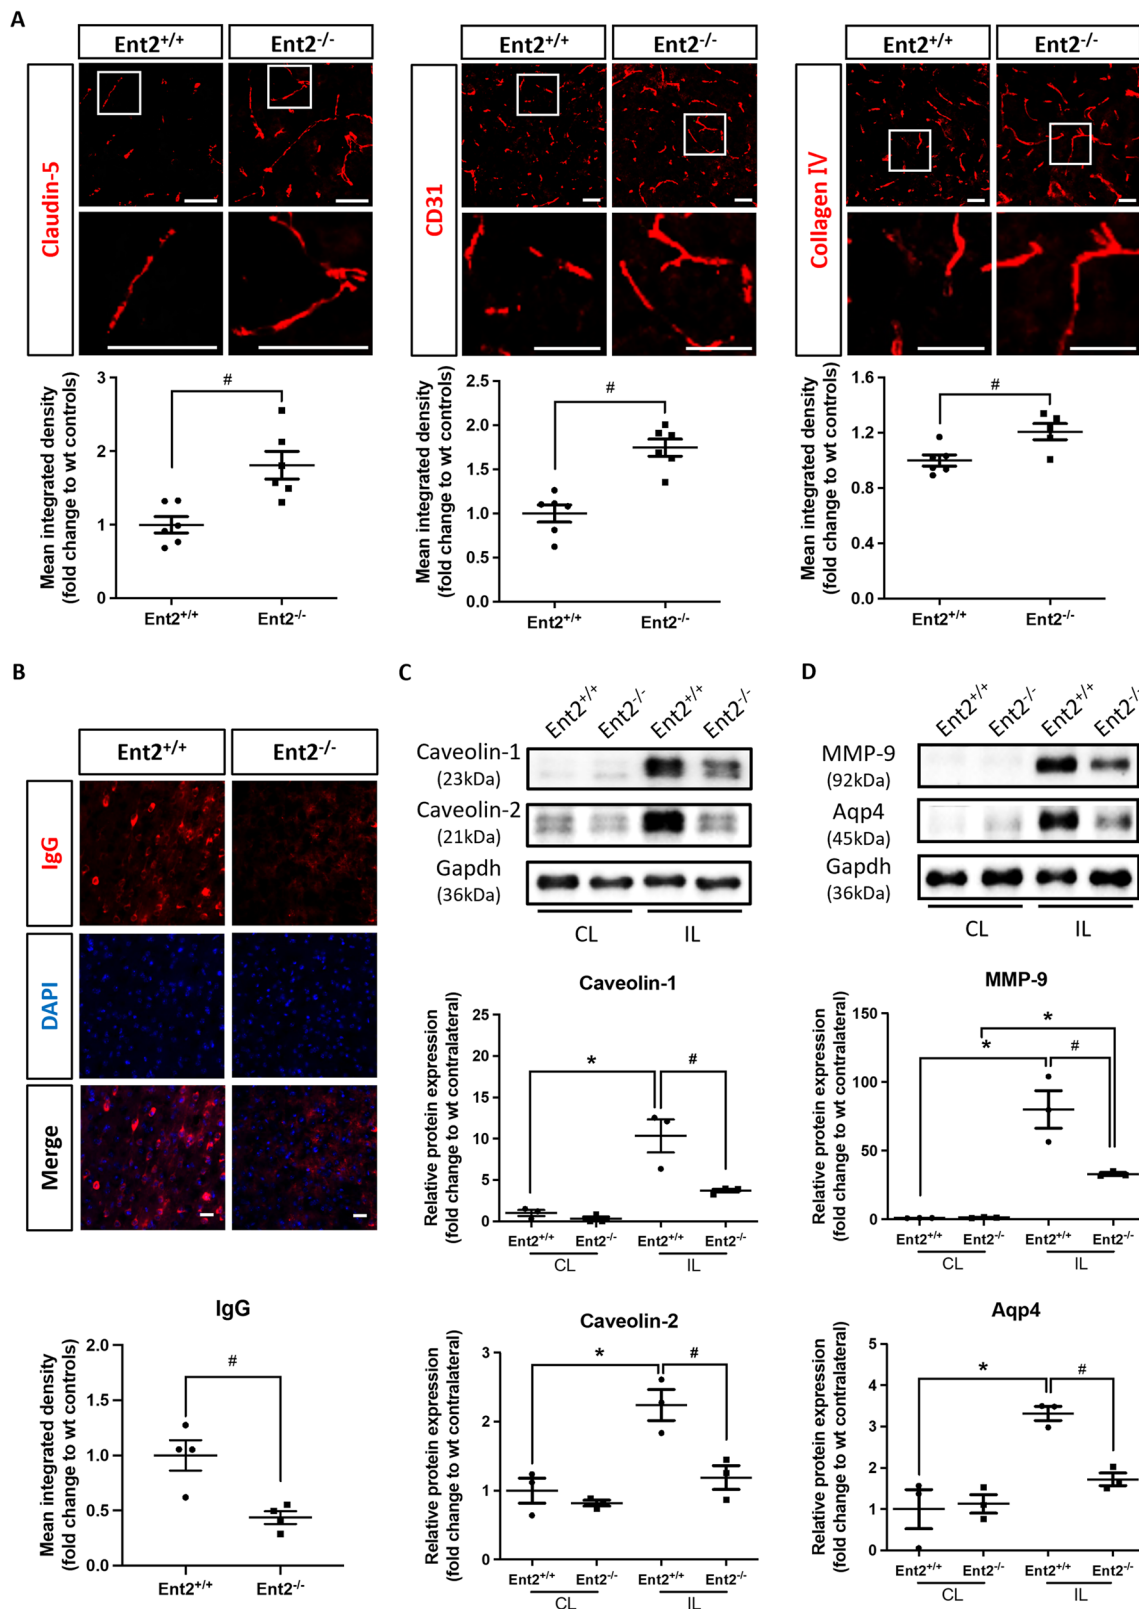 A
Ent2+/+ Ent2-/- Ent2+/+ Ent2-/- Ent2+/+ Ent2-/-
Claudin-5
CD31
Collagen IV
Mean integrated density
(fold change to wt controls)
3
2
1
0
#
Ent2+/+ Ent2-/-
Mean integrated density
(fold change to wt controls)
2.5
2.0
1.5
1.0
0.5
0.0
#
Ent2+/+ Ent2-/-
Mean integrated density
(fold change to wt controls)
1.6
1.2
0.8
0.4
0.0
#
Ent2+/+ Ent2-/-
B
Ent2+/+ Ent2-/-
IgG
DAPI
Merge
IgG
Mean integrated density
(fold change to wt controls)
2.0
1.5
1.0
0.5
0.0
#
Ent2+/+ Ent2-/-
C
Ent2+/+ Ent2-/- Ent2+/+ Ent2-/-
Caveolin-1
(23kDa)
Caveolin-2
(21kDa)
Gapdh
(36kDa)
CL IL
Caveolin-1
Relative protein expression
(fold change to wt contralateral)
25
20
15
10
5
0
* #
Ent2+/+ Ent2-/- Ent2+/+ Ent2-/-
CL IL
Caveolin-2
Relative protein expression
(fold change to wt contralateral)
3
2
1
0
* #
Ent2+/+ Ent2-/- Ent2+/+ Ent2-/-
CL IL
D
Ent2+/+ Ent2-/- Ent2+/+ Ent2-/-
MMP-9
(92kDa)
Aqp4
(45kDa)
Gapdh
(36kDa)
CL IL
MMP-9
Relative protein expression
(fold change to wt contralateral)
150
100
50
0
*
* #
Ent2+/+ Ent2-/- Ent2+/+ Ent2-/-
CL IL
Aqp4
Relative protein expression
(fold change to wt contralateral)
5
4
3
2
1
0
* #
Ent2+/+ Ent2-/- Ent2+/+ Ent2-/-
CL IL